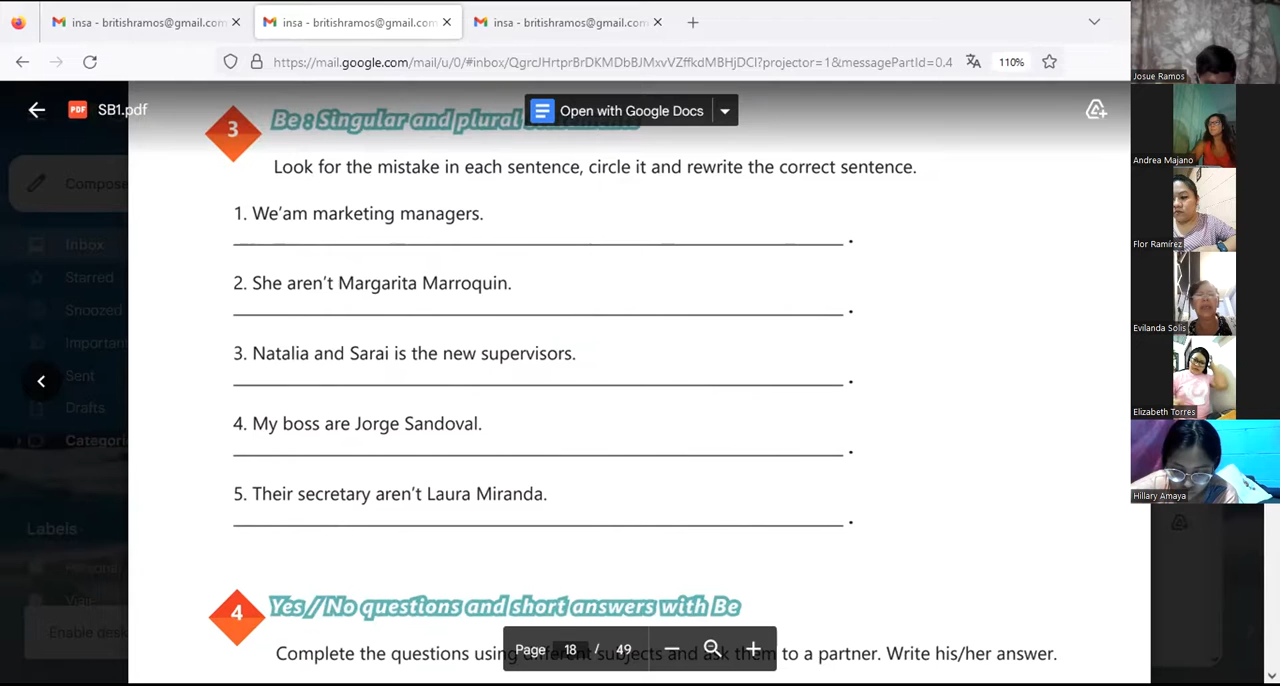 insa - britishramos@gmail.com
insa - britishramos@gmail.com
insa - britishramos@gmail.com
https://mail.google.com/mail/u/0/#inbox/QgrcJHrtprBrDKMDbBJMxvVZffkdMBHjDCl?projector=1&messagePartId=0.4
110%
PDF SB1.pdf
Open with Google Docs
3 Be : Singular and plural
Look for the mistake in each sentence, circle it and rewrite the correct sentence.
1. We'am marketing managers.
2. She aren't Margarita Marroquin.
3. Natalia and Sarai is the new supervisors.
4. My boss are Jorge Sandoval.
5. Their secretary aren't Laura Miranda.
4 Yes/No questions and short answers with Be
Complete the questions using different subjects and ask them to a partner. Write his/her answer.
Page 18 / 49
Compose
Inbox
Starred
Snoozed
Important
Sent
Drafts
Categori
Labels
Personal
Enable desk
Josue Ramos
Andrea Majano
Flor Ramírez
Evilanda Solis
Elizabeth Torres
Hillary Amaya